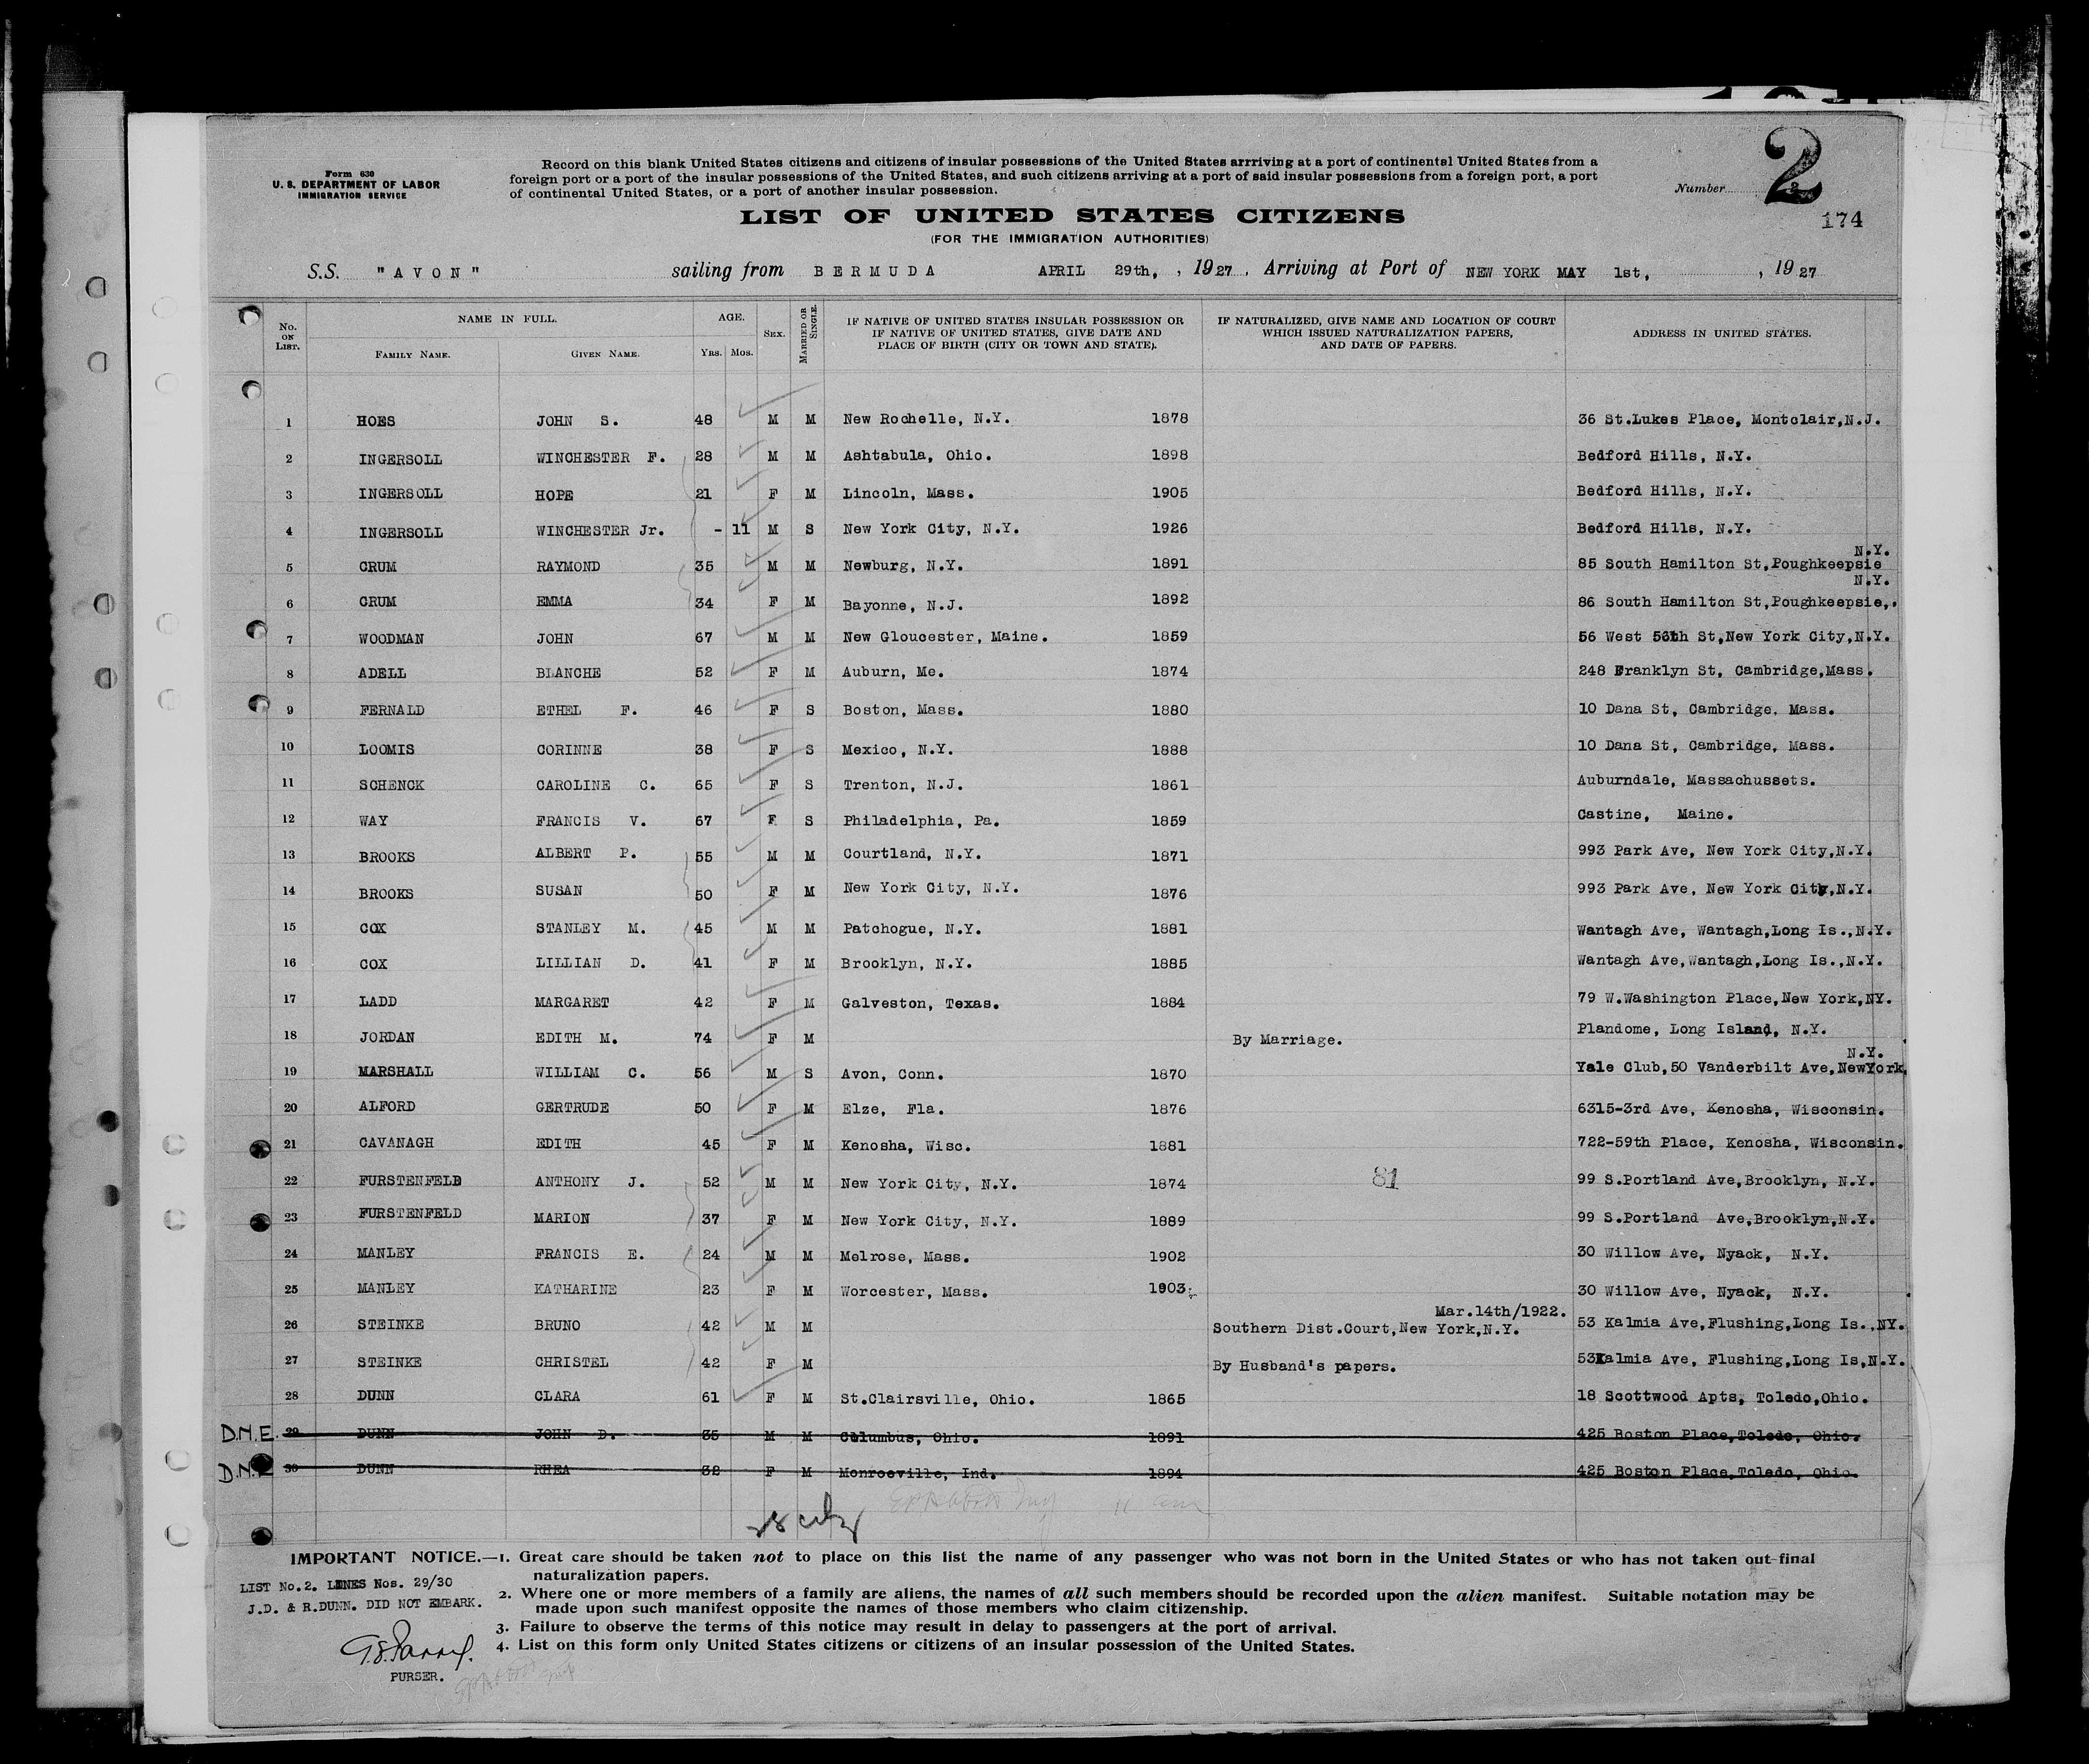 Form 630
U. S. DEPARTMENT OF LABOR
IMMIGRATION SERVICE
Record on this blank United States citizens and citizens of insular possessions of the United States arrriving at a port of continental United States from a
foreign port or a port of the insular possessions of the United States, and such citizens arriving at a port of said insular possessions from a foreign port, a port
of continental United States, or a port of another insular possession.
Number 2
174
LIST OF UNITED STATES CITIZENS
(FOR THE IMMIGRATION AUTHORITIES)
S.S. "AVON" sailing from BERMUDA APRIL 29th, , 1927 , Arriving at Port of NEW YORK MAY 1st, , 1927
No. ON LIST. NAME IN FULL. FAMILY NAME. GIVEN NAME. AGE. YRS. MOS. SEX. MARRIED OR SINGLE. IF NATIVE OF UNITED STATES INSULAR POSSESSION OR IF NATIVE OF UNITED STATES, GIVE DATE AND PLACE OF BIRTH (CITY OR TOWN AND STATE). IF NATURALIZED, GIVE NAME AND LOCATION OF COURT WHICH ISSUED NATURALIZATION PAPERS, AND DATE OF PAPERS. ADDRESS IN UNITED STATES.
1 HOES JOHN S. 48 M M New Rochelle, N.Y. 1878 36 St.Lukes Place, Montclair,N.J.
2 INGERSOLL WINCHESTER F. 28 M M Ashtabula, Ohio. 1898 Bedford Hills, N.Y.
3 INGERSOLL HOPE 21 F M Lincoln, Mass. 1905 Bedford Hills, N.Y.
4 INGERSOLL WINCHESTER Jr. - 11 M S New York City, N.Y. 1926 Bedford Hills, N.Y.
5 CRUM RAYMOND 35 M M Newburg, N.Y. 1891 85 South Hamilton St,Poughkeepsie N.Y.
6 CRUM EMMA 34 F M Bayonne, N.J. 1892 86 South Hamilton St,Poughkeepsie,. N.Y.
7 WOODMAN JOHN 67 M M New Gloucester, Maine. 1859 56 West St,New York City,N.Y.
8 ADELL BLANCHE 52 F M Auburn, Me. 1874 248 Franklyn St, Cambridge,Mass.
9 FERNALD ETHEL F. 46 F S Boston, Mass. 1880 10 Dana St, Cambridge, Mass.
10 LOOMIS CORINNE 38 F S Mexico, N.Y. 1888 10 Dana St, Cambridge, Mass.
11 SCHENCK CAROLINE C. 65 F S Trenton, N.J. 1861 Auburndale, Massachussets.
12 WAY FRANCIS V. 67 F S Philadelphia, Pa. 1859 Castine, Maine.
13 BROOKS ALBERT P. 55 M M Courtland, N.Y. 1871 993 Park Ave, New York City,N.Y.
14 BROOKS SUSAN 50 F M New York City, N.Y. 1876 993 Park Ave, New York City,N.Y.
15 COX STANLEY M. 45 M M Patchogue, N.Y. 1881 Wantagh Ave, Wantagh,Long Is.,N.Y.
16 COX LILLIAN D. 41 F M Brooklyn, N.Y. 1885 Wantagh Ave,Wantagh,Long Is.,N.Y.
17 LADD MARGARET 42 F M Galveston, Texas. 1884 79 W.Washington Place,New York,NY.
18 JORDAN EDITH M. 74 F M By Marriage. Plandome, Long Island, N.Y.
19 MARSHALL WILLIAM C. 56 M S Avon, Conn. 1870 Yale Club,50 Vanderbilt Ave,NewYork, N.Y.
20 ALFORD GERTRUDE 50 F M Elze, Fla. 1876 6315-3rd Ave, Kenosha, Wisconsin.
21 CAVANAGH EDITH 45 F M Kenosha, Wisc. 1881 722-59th Place, Kenosha, Wisconsin.
22 FURSTENFELD ANTHONY J. 52 M M New York City, N.Y. 1874 81 99 S.Portland Ave,Brooklyn, N.Y.
23 FURSTENFELD MARION 37 F M New York City, N.Y. 1889 99 S.Portland Ave,Brooklyn,N.Y.
24 MANLEY FRANCIS E. 24 M M Melrose, Mass. 1902 30 Willow Ave, Nyack, N.Y.
25 MANLEY KATHARINE 23 F M Worcester, Mass. 1903 30 Willow Ave, Nyack, N.Y.
26 STEINKE BRUNO 42 M M Southern Dist.Court,New York,N.Y. Mar.14th/1922. 53 Kalmia Ave,Flushing,Long Is.,NY.
27 STEINKE CHRISTEL 42 F M By Husband's papers. 53Kalmia Ave, Flushing,Long Is,N.Y.
28 DUNN CLARA 61 F M St.Clairsville, Ohio. 1865 18 Scottwood Apts, Toledo,Ohio.
D.N.E. 29 DUNN JOHN D. 35 M M Columbus, Ohio. 1891 425 Boston Place,Toledo, Ohio.
D.N.E 30 DUNN RHEA 32 F M Monroeville, Ind. 1894 425 Boston Place,Toledo, Ohio.
IMPORTANT NOTICE.—1. Great care should be taken not to place on this list the name of any passenger who was not born in the United States or who has not taken out final
naturalization papers.
2. Where one or more members of a family are aliens, the names of all such members should be recorded upon the alien manifest. Suitable notation may be
made upon such manifest opposite the names of those members who claim citizenship.
3. Failure to observe the terms of this notice may result in delay to passengers at the port of arrival.
4. List on this form only United States citizens or citizens of an insular possession of the United States.
LIST No.2. LINES Nos. 29/30
J.D. & R.DUNN. DID NOT EMBARK.
PURSER.